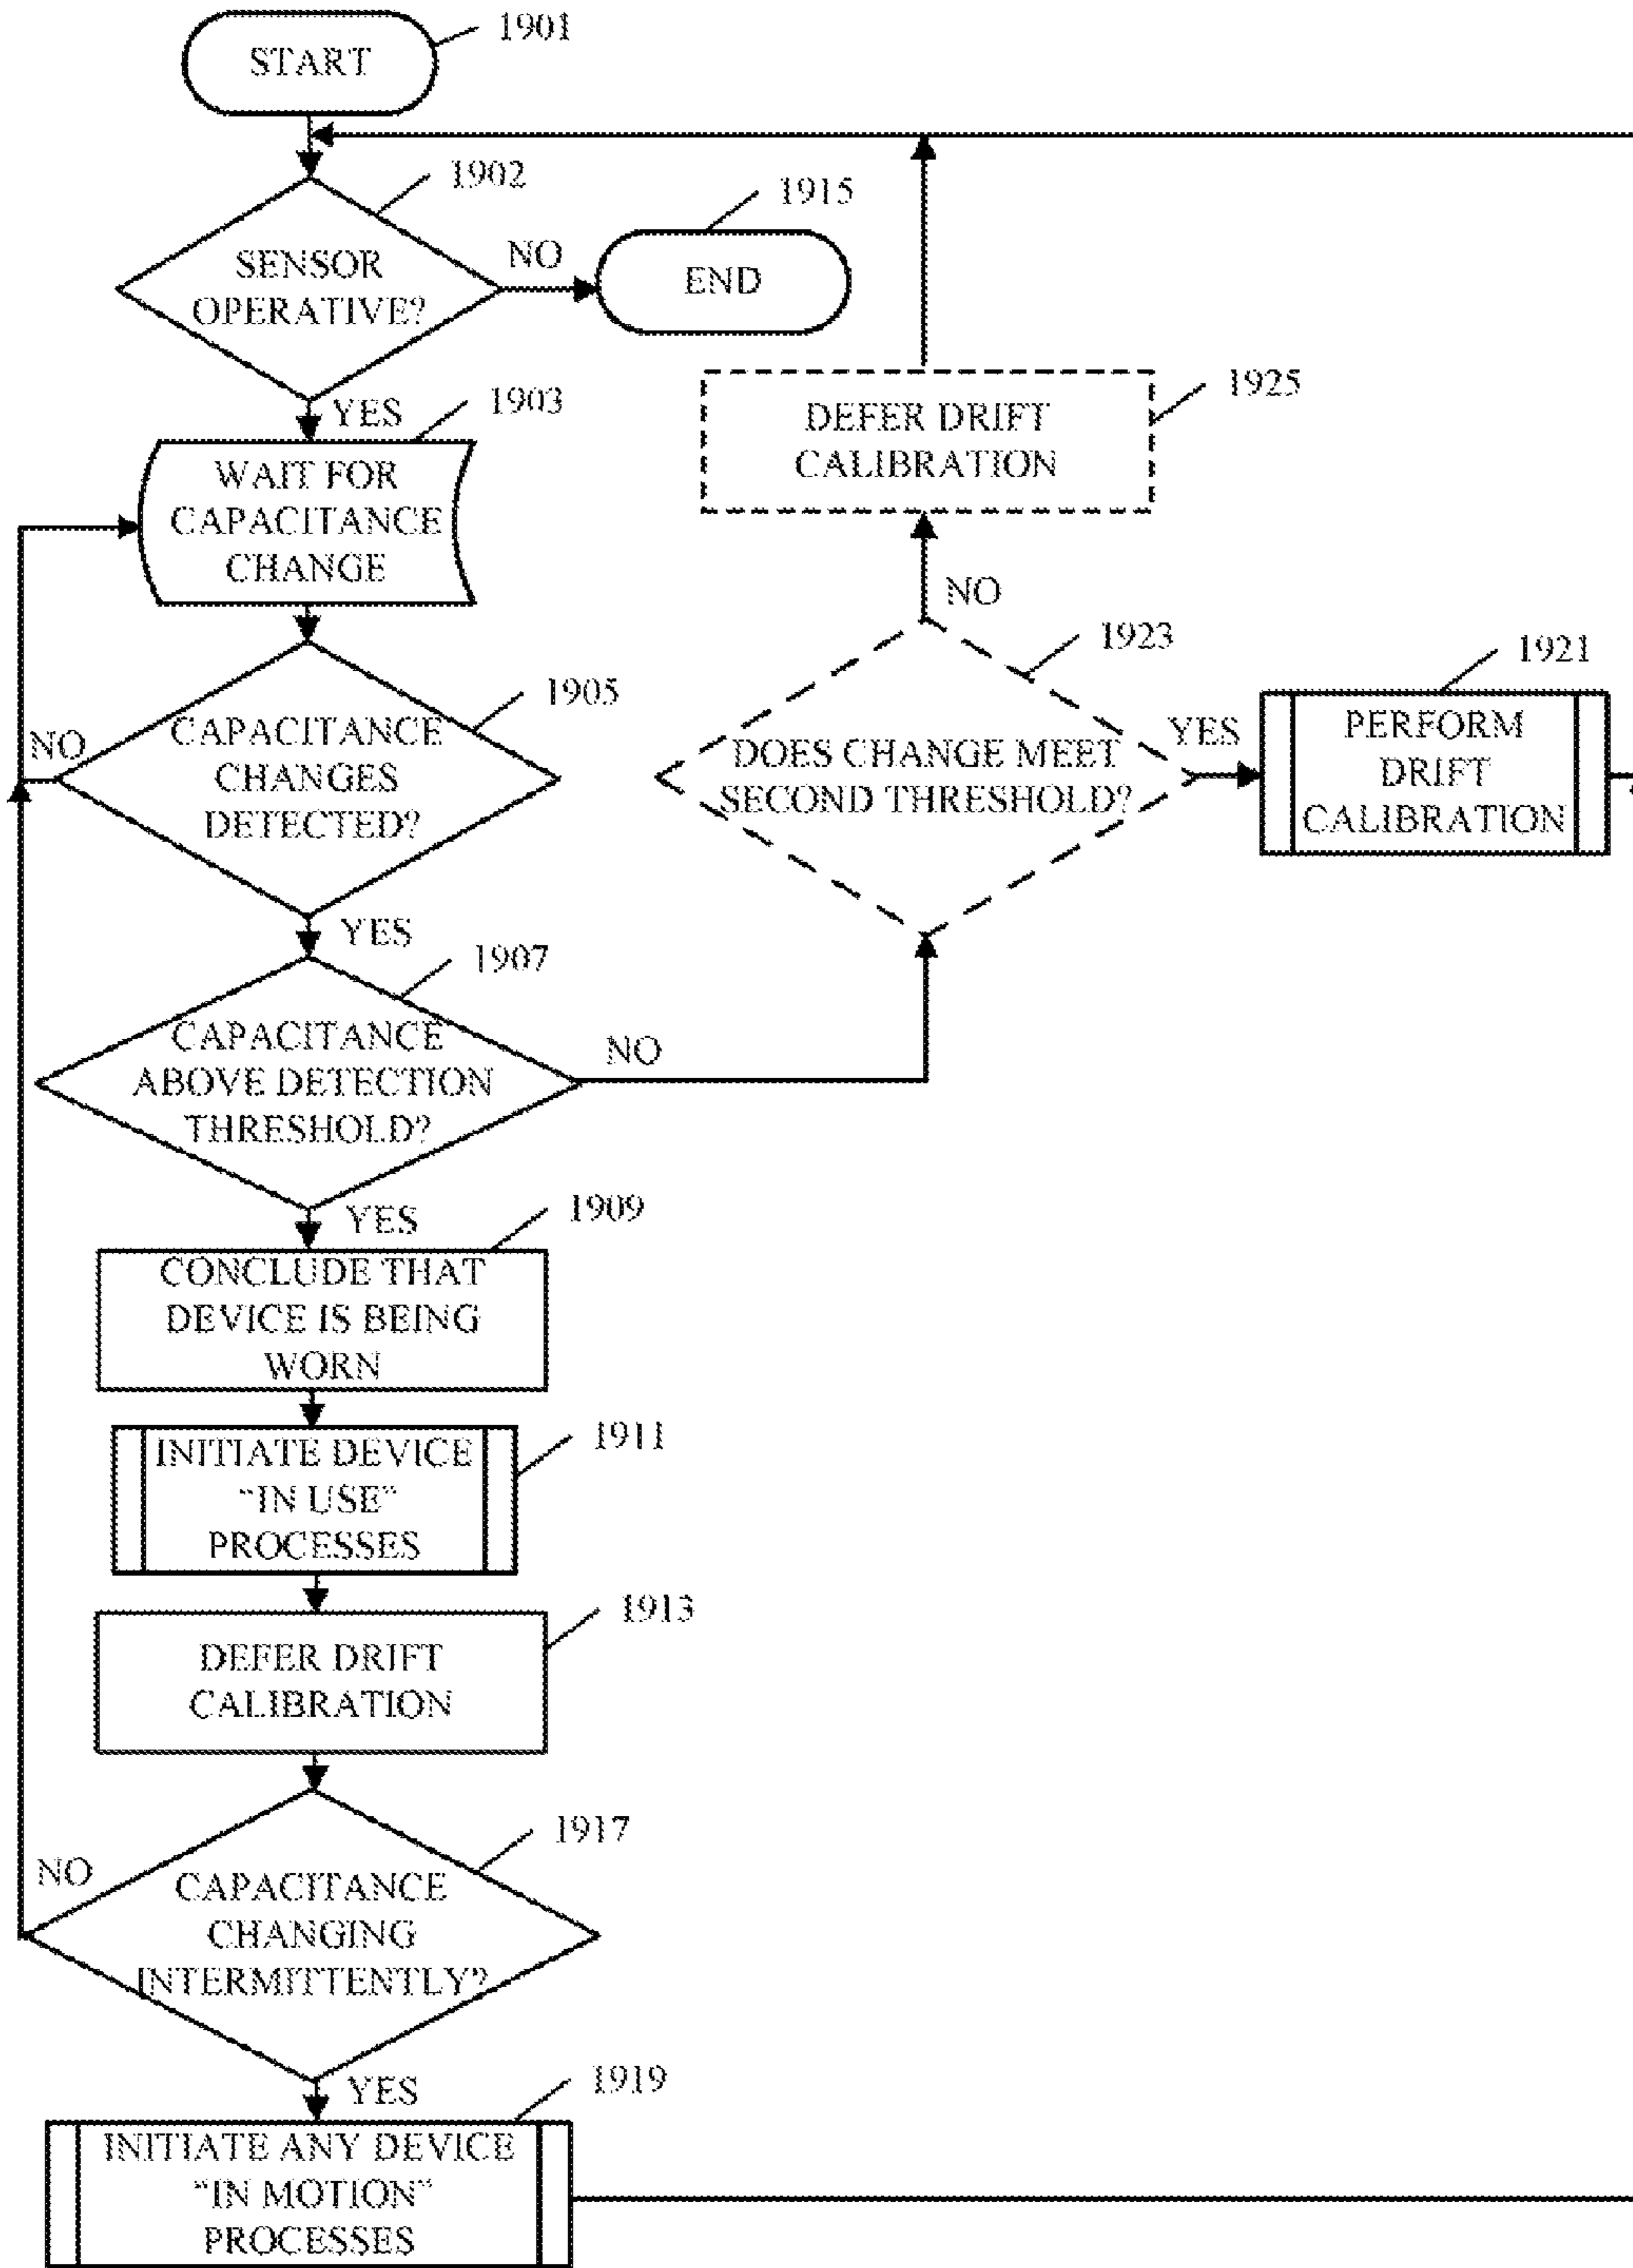 START
1901
1902
SENSOR
OPERATIVE?
NO
1915
END
YES
1903
WAIT FOR
CAPACITANCE
CHANGE
NO
1905
CAPACITANCE
CHANGES
DETECTED?
YES
1907
CAPACITANCE
ABOVE DETECTION
THRESHOLD?
NO
1925
DEFER DRIFT
CALIBRATION
NO
1923
DOES CHANGE MEET
SECOND THRESHOLD?
YES
1921
PERFORM
DRIFT
CALIBRATION
YES
1909
CONCLUDE THAT
DEVICE IS BEING
WORN
1911
INITIATE DEVICE
“IN USE”
PROCESSES
1913
DEFER DRIFT
CALIBRATION
1917
NO
CAPACITANCE
CHANGING
INTERMITTENTLY?
YES
1919
INITIATE ANY DEVICE
“IN MOTION”
PROCESSES